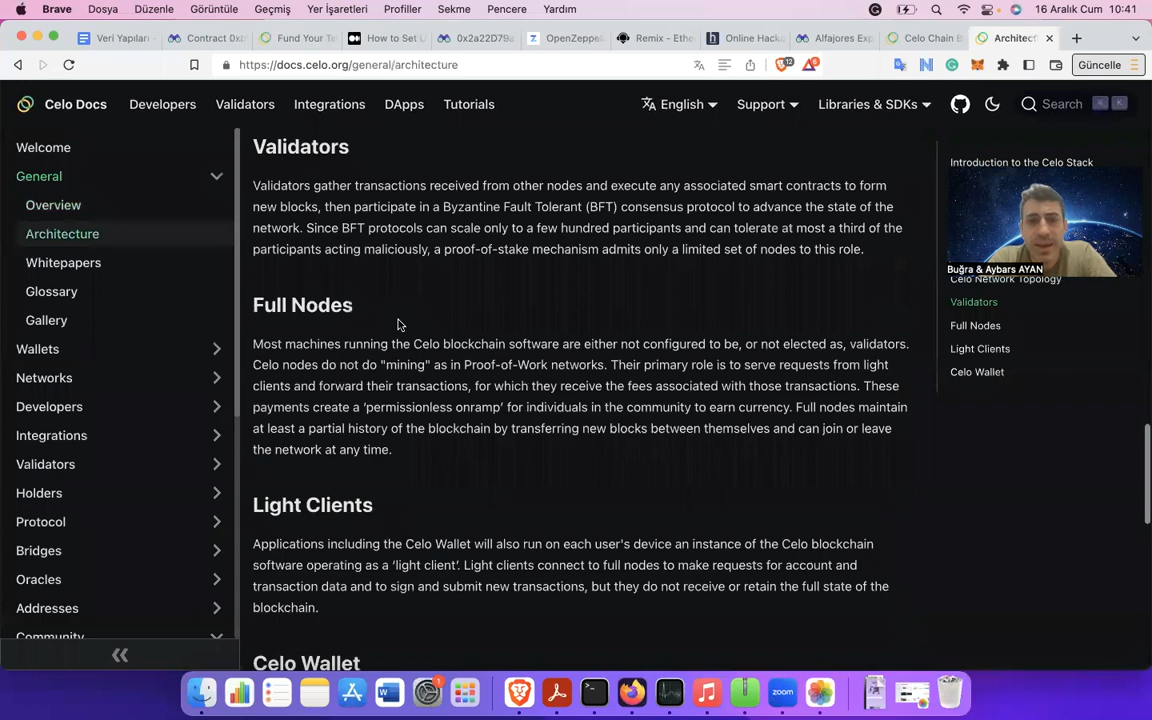 Brave Dosya Düzenle Görüntüle Geçmiş Yer İşaretleri Profiller Sekme Pencere Yardım 16 Aralık Cum 10:41
Veri Yapıları - Contract 0xb Fund Your Te How to Set U 0x2a22D79a OpenZeppe Remix - Ethe Online Hacka Alfajores Exp Celo Chain B Architect
https://docs.celo.org/general/architecture
12 6 Güncelle
Celo Docs Developers Validators Integrations DApps Tutorials English Support Libraries & SDKs Search ⌘ K
Welcome
General
Overview
Architecture
Whitepapers
Glossary
Gallery
Wallets
Networks
Developers
Integrations
Validators
Holders
Protocol
Bridges
Oracles
Addresses
Community
Validators
Validators gather transactions received from other nodes and execute any associated smart contracts to form
new blocks, then participate in a Byzantine Fault Tolerant (BFT) consensus protocol to advance the state of the
network. Since BFT protocols can scale only to a few hundred participants and can tolerate at most a third of the
participants acting maliciously, a proof-of-stake mechanism admits only a limited set of nodes to this role.
Full Nodes
Most machines running the Celo blockchain software are either not configured to be, or not elected as, validators.
Celo nodes do not do "mining" as in Proof-of-Work networks. Their primary role is to serve requests from light
clients and forward their transactions, for which they receive the fees associated with those transactions. These
payments create a ‘permissionless onramp’ for individuals in the community to earn currency. Full nodes maintain
at least a partial history of the blockchain by transferring new blocks between themselves and can join or leave
the network at any time.
Light Clients
Applications including the Celo Wallet will also run on each user's device an instance of the Celo blockchain
software operating as a ‘light client’. Light clients connect to full nodes to make requests for account and
transaction data and to sign and submit new transactions, but they do not receive or retain the full state of the
blockchain.
Celo Wallet
Introduction to the Celo Stack
Buğra & Aybars AYAN
Celo Network Topology
Validators
Full Nodes
Light Clients
Celo Wallet
1
zoom